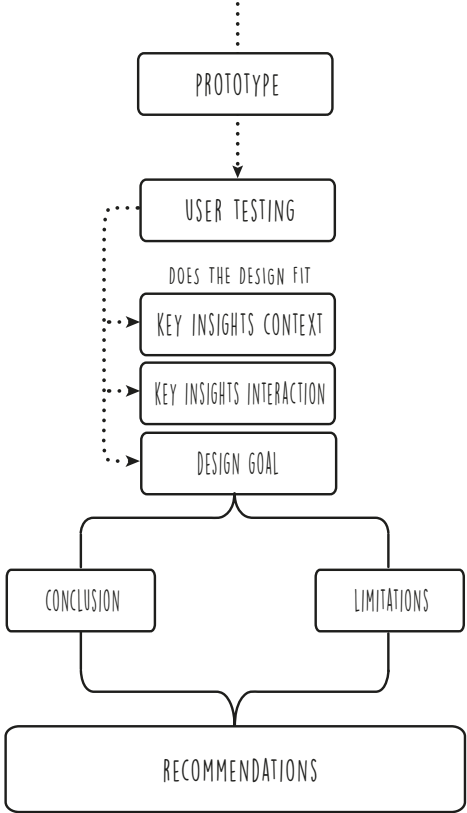 PROTOTYPE
USER TESTING
DOES THE DESIGN FIT
KEY INSIGHTS CONTEXT
KEY INSIGHTS INTERACTION
DESIGN GOAL
CONCLUSION
LIMITATIONS
RECOMMENDATIONS